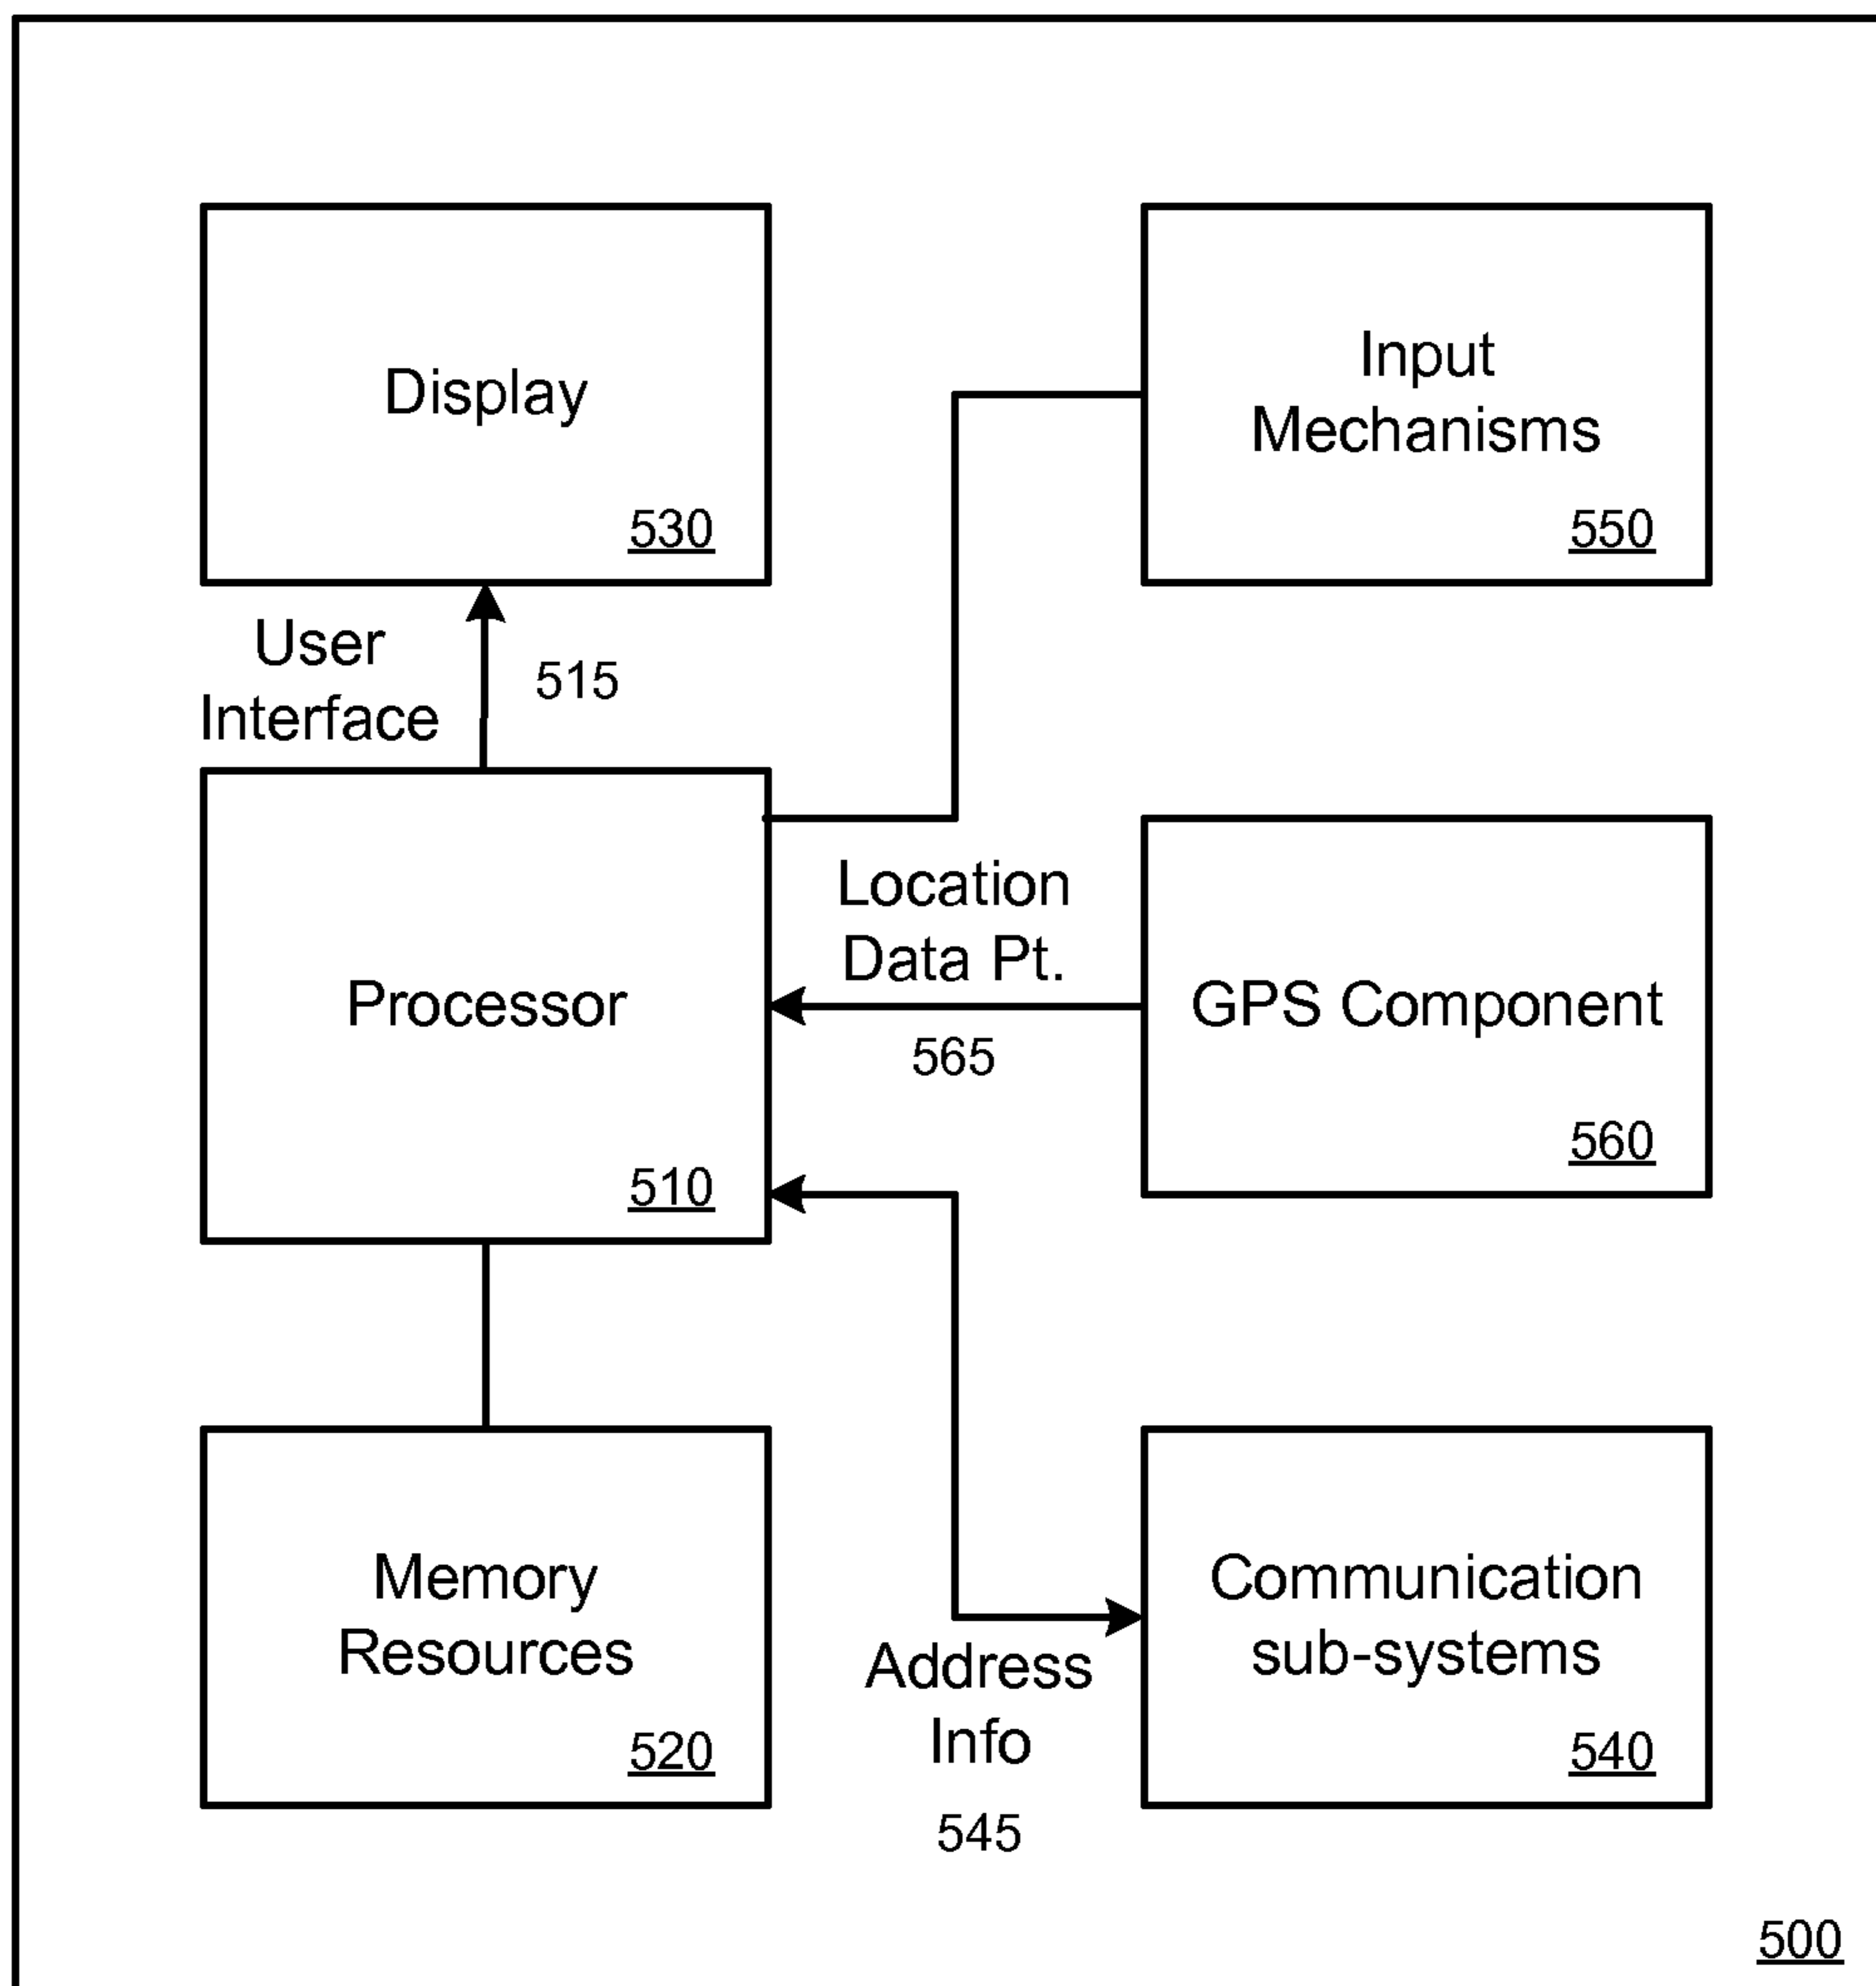 Display
530
Input
Mechanisms
550
User
Interface
515
Location
Data Pt.
565
Processor
510
GPS Component
560
Memory
Resources
520
Address
Info
545
Communication
sub-systems
540
500